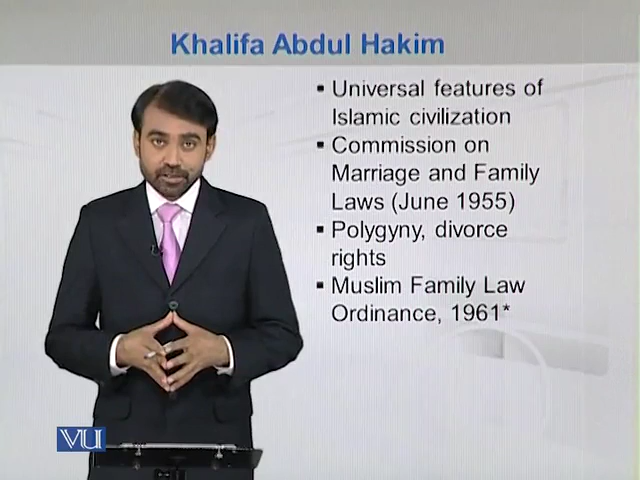 Khalifa Abdul Hakim
▪ Universal features of
Islamic civilization
▪ Commission on
Marriage and Family
Laws (June 1955)
▪ Polygyny, divorce
rights
▪ Muslim Family Law
Ordinance, 1961*
VU